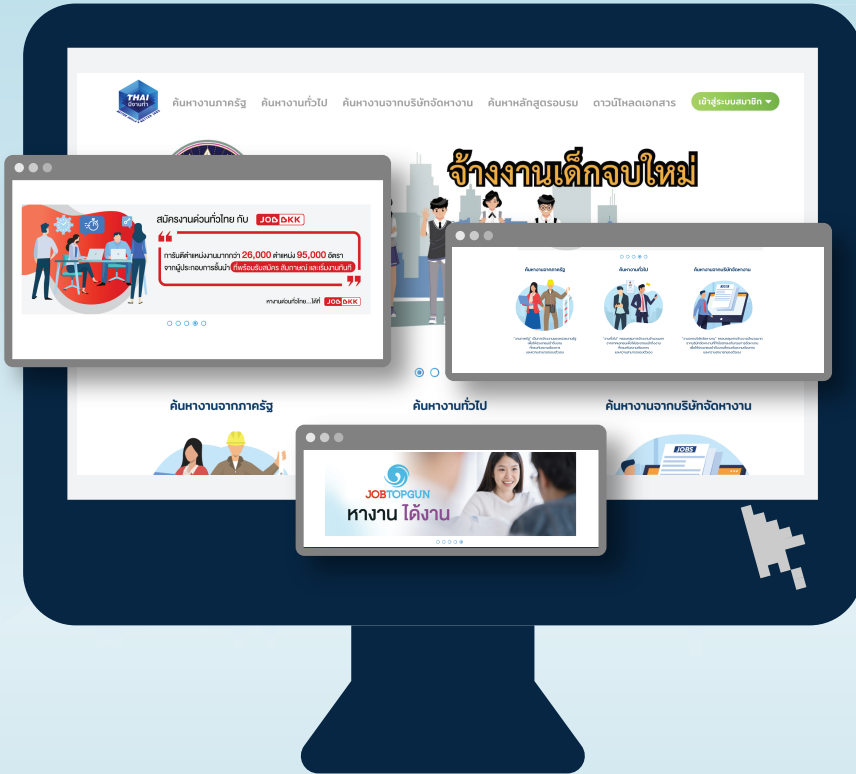 THAI
มีงานทำ
ค้นหางานภาครัฐ ค้นหางานทั่วไป ค้นหางานจากบริษัทจัดหางาน ค้นหาหลักสูตรอบรม ดาวน์โหลดเอกสาร เข้าสู่ระบบสมาชิก
จ้างงานเด็กจบใหม่
สมัครงานด่วนทั่วไทย กับ JOB BKK
การันตีตำแหน่งงานมากกว่า 26,000 ตำแหน่ง 95,000 อัตรา
จากผู้ประกอบการชั้นนำ ที่พร้อมรับสมัคร สัมภาษณ์ และเริ่มงานทันที
หางานด่วนทั่วไทย...ได้ที่ JOB BKK
ค้นหางานจากภาครัฐ ค้นหางานทั่วไป ค้นหางานจากบริษัทจัดหางาน
JOBS
ค้นหางานจากภาครัฐ ค้นหางานทั่วไป ค้นหางานจากบริษัทจัดหางาน
JOBS
JOBTOPGUN
หางาน ได้งาน